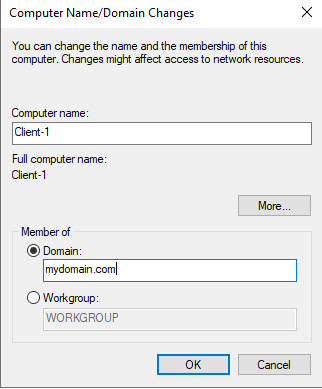 Computer Name/Domain Changes
You can change the name and the membership of this
computer. Changes might affect access to network resources.
Computer name:
Client-1
Full computer name:
Client-1
More...
Member of
Domain:
mydomain.com
Workgroup:
WORKGROUP
OK
Cancel